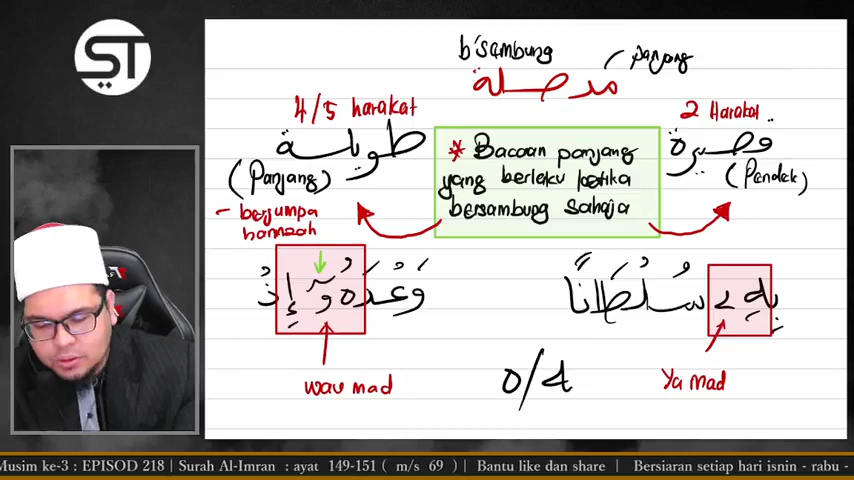 ST
b'sambung
panjang
مد صلة
4/5 harakat
2 Harakat
طويلة
قصيرة
(Panjang)
(Pendek)
* Bacaan panjang
yang berlaku ketika
bersambung sahaja
- berjumpa
hamzah
وَعْدَهُ وٓ إِذْ
بِهِ ے سُلْطَانًا
wau mad
0/4
Ya mad
Musim ke-3 : EPISOD 218 | Surah Al-Imran : ayat 149-151 ( m/s 69 ) | Bantu like dan share | Bersiaran setiap hari isnin - rabu -